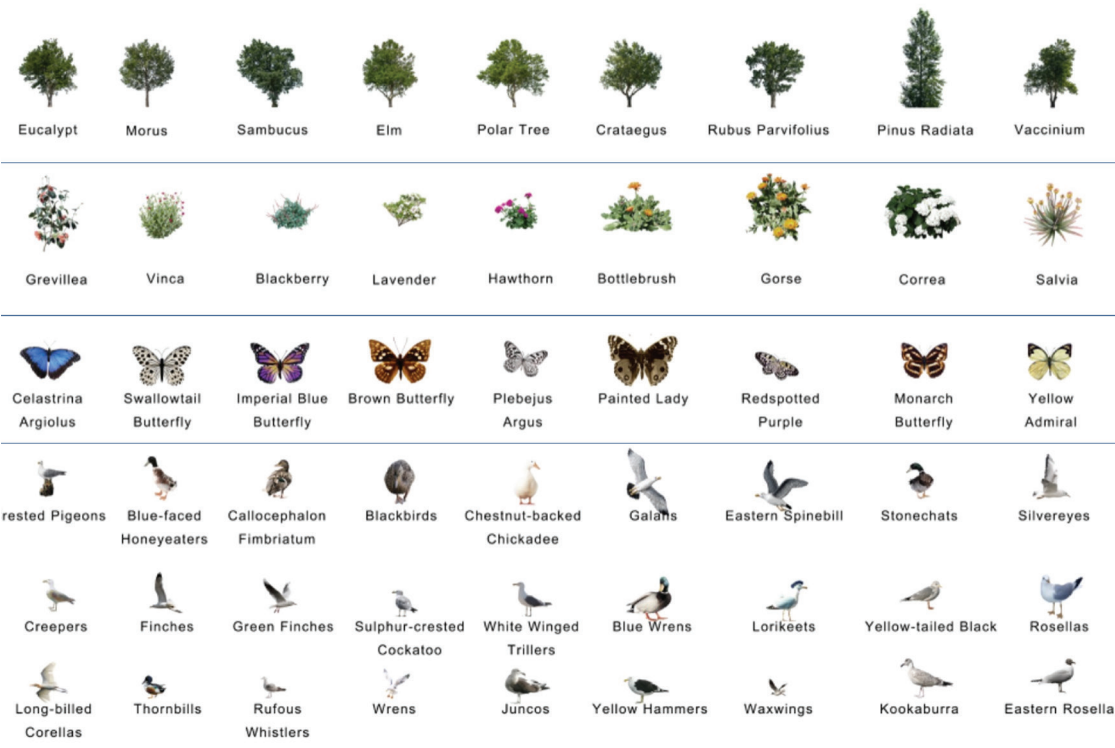 Eucalypt Morus Sambucus Elm Polar Tree Crataegus Rubus Parvifolius Pinus Radiata Vaccinium
Grevillea Vinca Blackberry Lavender Hawthorn Bottlebrush Gorse Correa Salvia
Celastrina Swallowtail Imperial Blue Brown Butterfly Plebejus Painted Lady Redspotted Monarch Yellow
Argiolus Butterfly Butterfly Argus Purple Butterfly Admiral
rested Pigeons Blue-faced Callocephalon Blackbirds Chestnut-backed Galahs Eastern Spinebill Stonechats Silvereyes
Honeyeaters Fimbriatum Chickadee
Creepers Finches Green Finches Sulphur-crested White Winged Blue Wrens Lorikeets Yellow-tailed Black Rosellas
Cockatoo Trillers
Long-billed Thornbills Rufous Wrens Juncos Yellow Hammers Waxwings Kookaburra Eastern Rosella
Corellas Whistlers